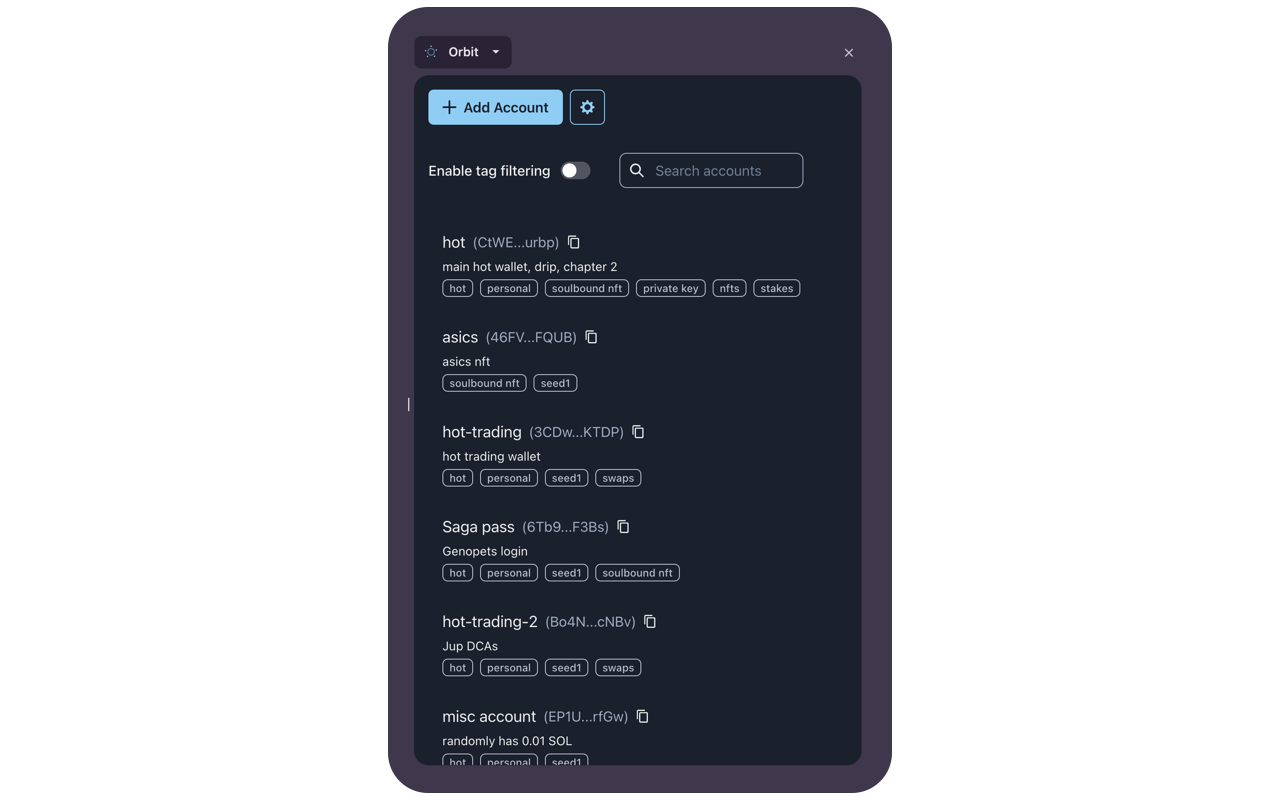 Orbit
Add Account
Enable tag filtering
Search accounts
hot (CtWE...urbp)
main hot wallet, drip, chapter 2
hot personal soulbound nft private key nfts stakes
asics (46FV...FQUB)
asics nft
soulbound nft seed1
hot-trading (3CDw...KTDP)
hot trading wallet
hot personal seed1 swaps
Saga pass (6Tb9...F3Bs)
Genopets login
hot personal seed1 soulbound nft
hot-trading-2 (Bo4N...cNBv)
Jup DCAs
hot personal seed1 swaps
misc account (EP1U...rfGw)
randomly has 0.01 SOL
hot personal seed1